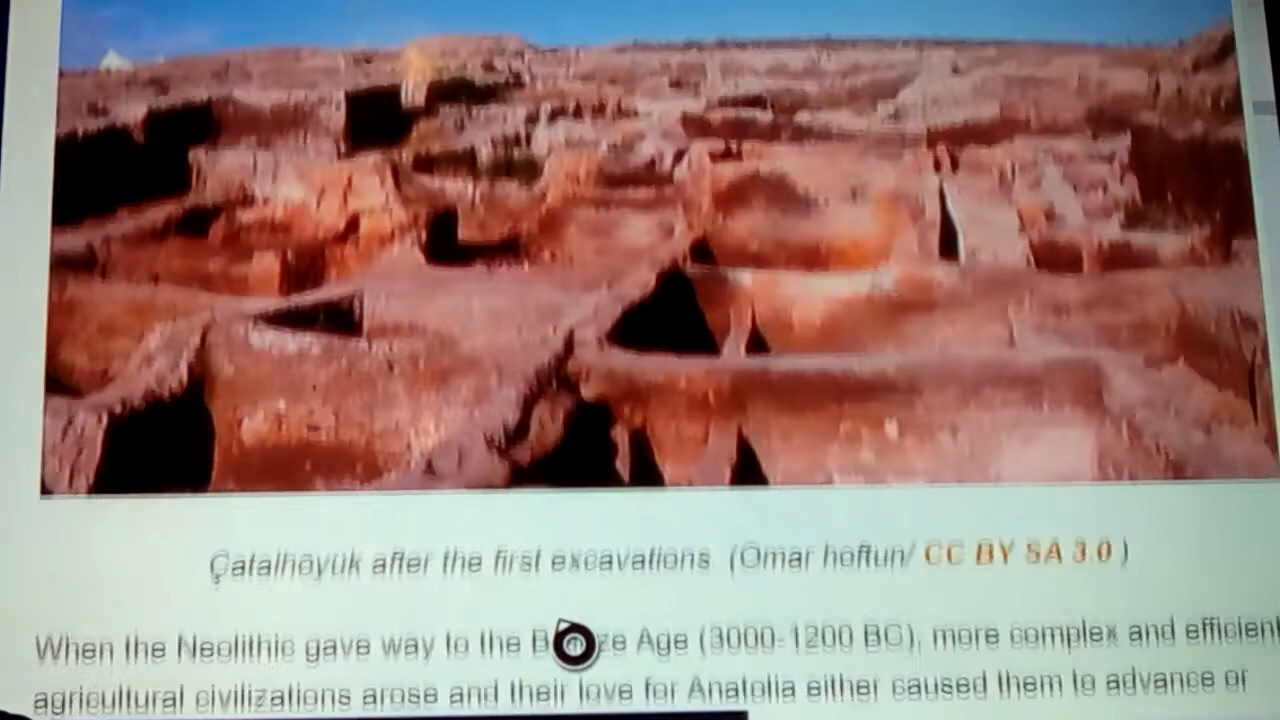 Çatalhöyük after the first excavations. (Omar hoftun/ CC BY SA 3.0 )
When the Neolithic gave way to the Age (3000-1200 BC), more complex and efficient
agricultural civilizations arose and their love for Anatolia either caused them to advance or